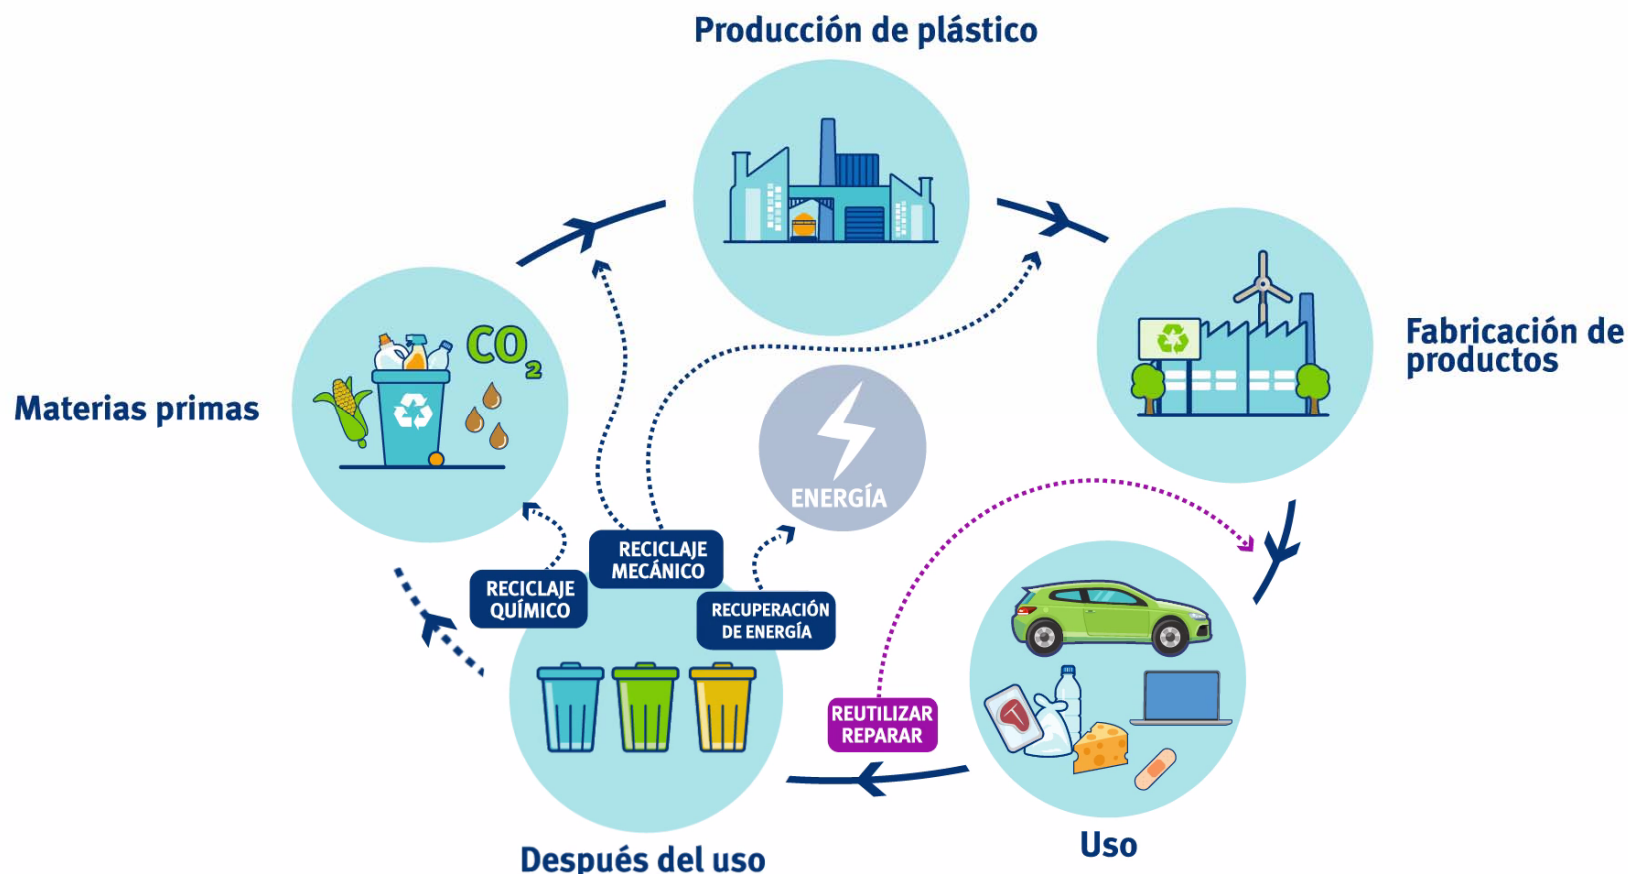 Producción de plástico
Fabricación de
productos
Materias primas
CO2
ENERGÍA
RECICLAJE
MECÁNICO
RECICLAJE
QUÍMICO
RECUPERACIÓN
DE ENERGÍA
REUTILIZAR
REPARAR
Uso
Después del uso